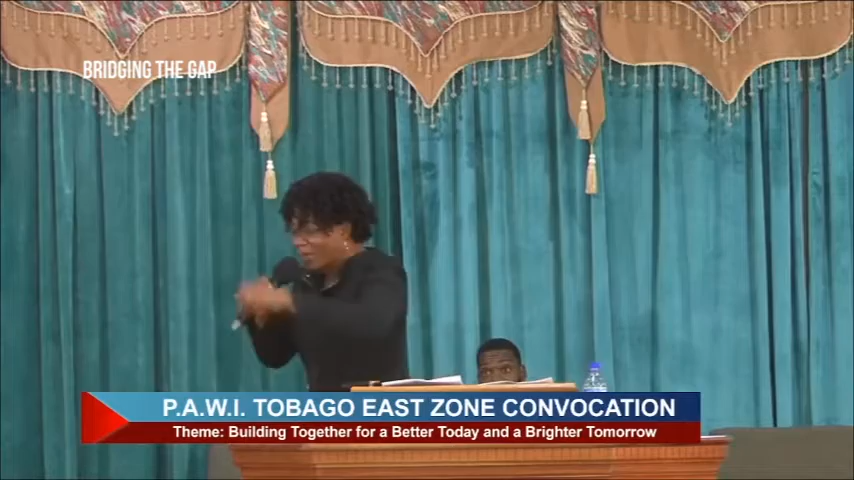 BRIDGING THE GAP
P.A.W.I. TOBAGO EAST ZONE CONVOCATION
Theme: Building Together for a Better Today and a Brighter Tomorrow